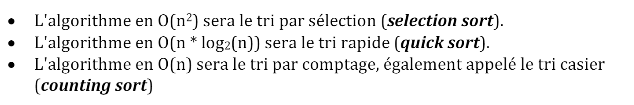 • L'algorithme en O(n²) sera le tri par sélection (selection sort).
• L'algorithme en O(n * log₂(n)) sera le tri rapide (quick sort).
• L'algorithme en O(n) sera le tri par comptage, également appelé le tri casier
(counting sort)